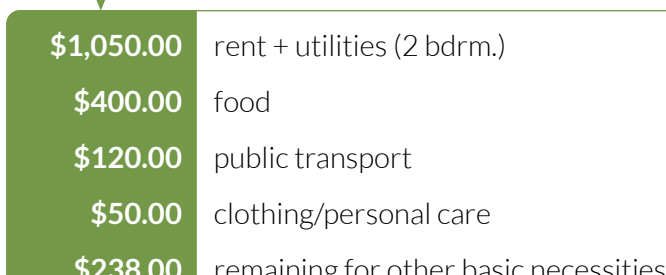 $1,050.00 rent + utilities (2 bdrm.)
$400.00 food
$120.00 public transport
$50.00 clothing/personal care
$238.00 remaining for other basic necessities